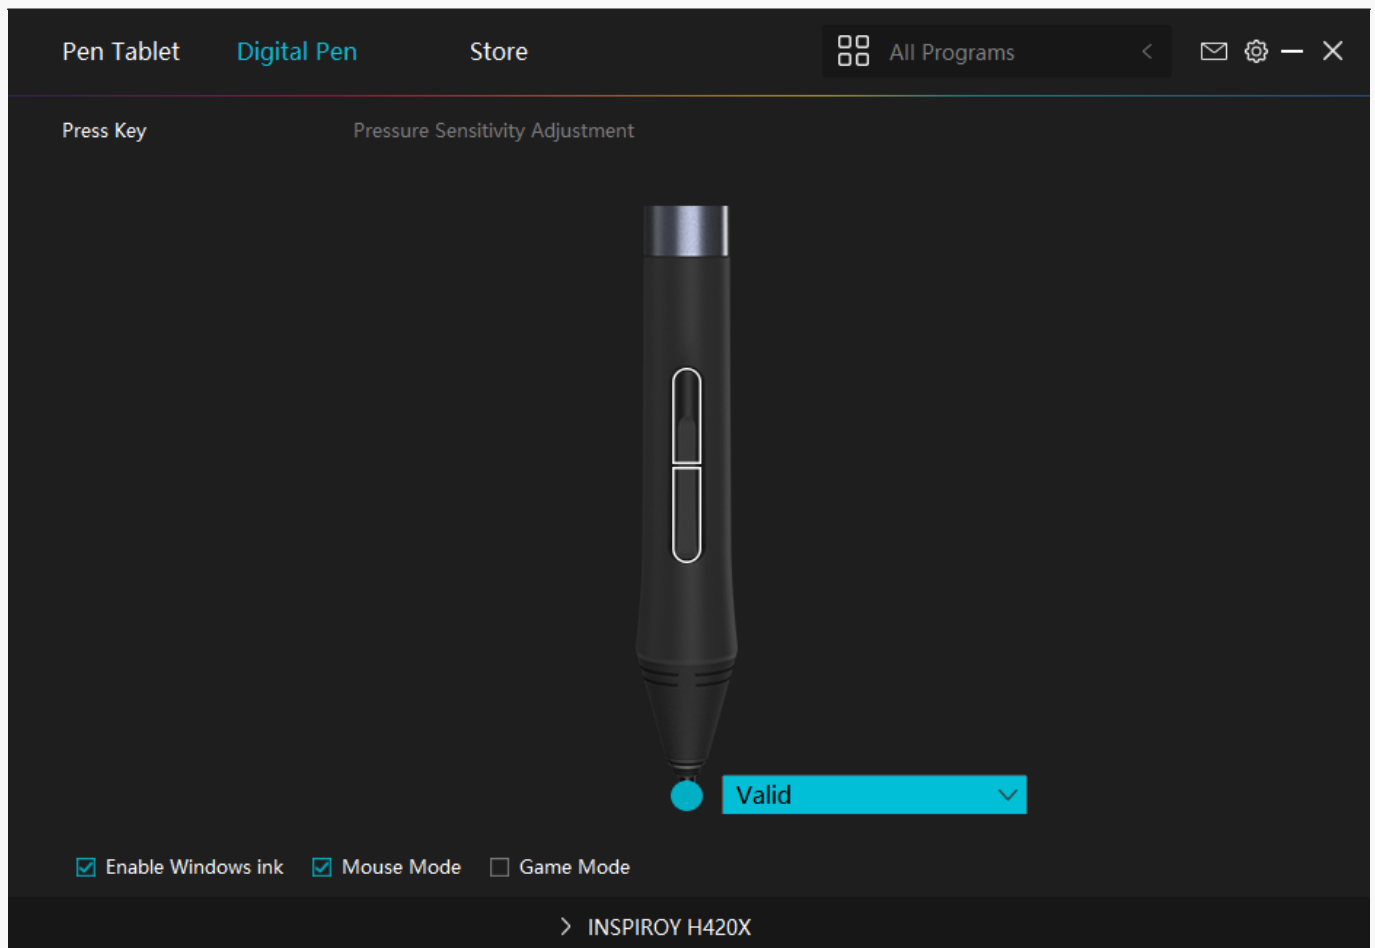 Pen Tablet Digital Pen Store All Programs
Press Key Pressure Sensitivity Adjustment
Valid
Enable Windows ink Mouse Mode Game Mode
INSPIROY H420X